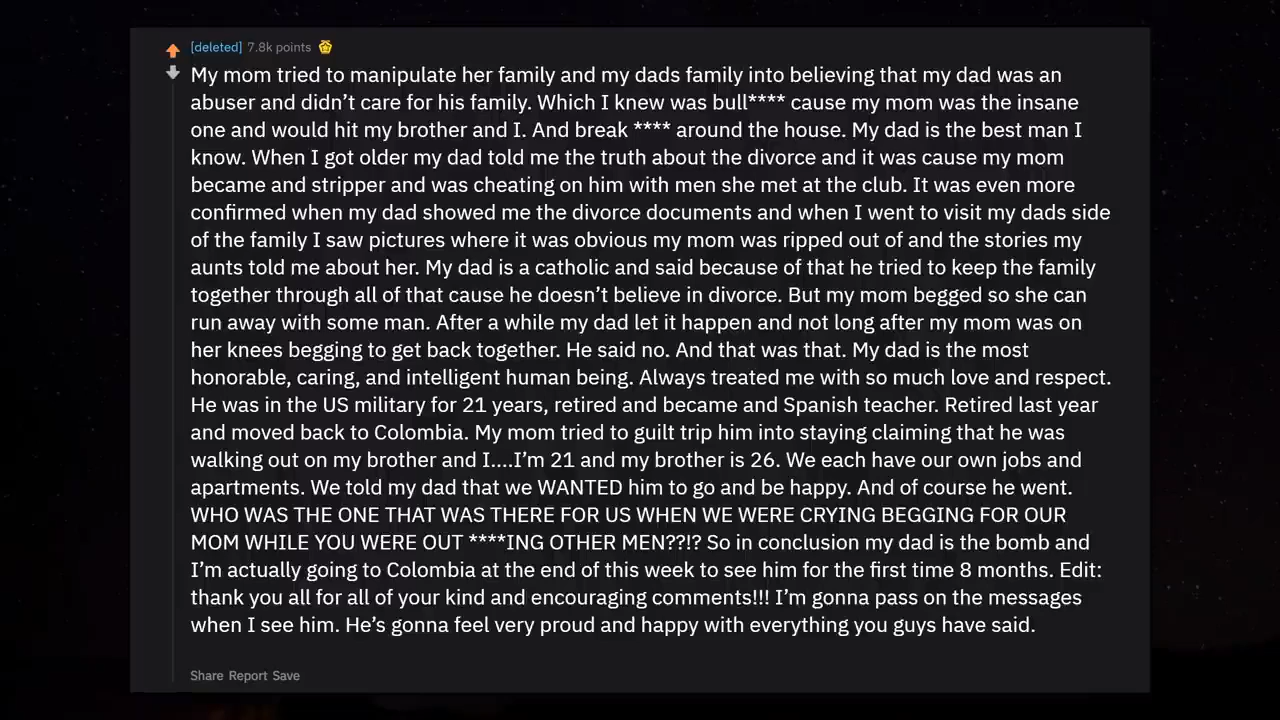 [deleted] 7.8k points
My mom tried to manipulate her family and my dads family into believing that my dad was an
abuser and didn’t care for his family. Which I knew was bull**** cause my mom was the insane
one and would hit my brother and I. And break **** around the house. My dad is the best man I
know. When I got older my dad told me the truth about the divorce and it was cause my mom
became and stripper and was cheating on him with men she met at the club. It was even more
confirmed when my dad showed me the divorce documents and when I went to visit my dads side
of the family I saw pictures where it was obvious my mom was ripped out of and the stories my
aunts told me about her. My dad is a catholic and said because of that he tried to keep the family
together through all of that cause he doesn’t believe in divorce. But my mom begged so she can
run away with some man. After a while my dad let it happen and not long after my mom was on
her knees begging to get back together. He said no. And that was that. My dad is the most
honorable, caring, and intelligent human being. Always treated me with so much love and respect.
He was in the US military for 21 years, retired and became and Spanish teacher. Retired last year
and moved back to Colombia. My mom tried to guilt trip him into staying claiming that he was
walking out on my brother and I....I’m 21 and my brother is 26. We each have our own jobs and
apartments. We told my dad that we WANTED him to go and be happy. And of course he went.
WHO WAS THE ONE THAT WAS THERE FOR US WHEN WE WERE CRYING BEGGING FOR OUR
MOM WHILE YOU WERE OUT ****ING OTHER MEN??!? So in conclusion my dad is the bomb and
I’m actually going to Colombia at the end of this week to see him for the first time 8 months. Edit:
thank you all for all of your kind and encouraging comments!!! I’m gonna pass on the messages
when I see him. He’s gonna feel very proud and happy with everything you guys have said.
Share Report Save